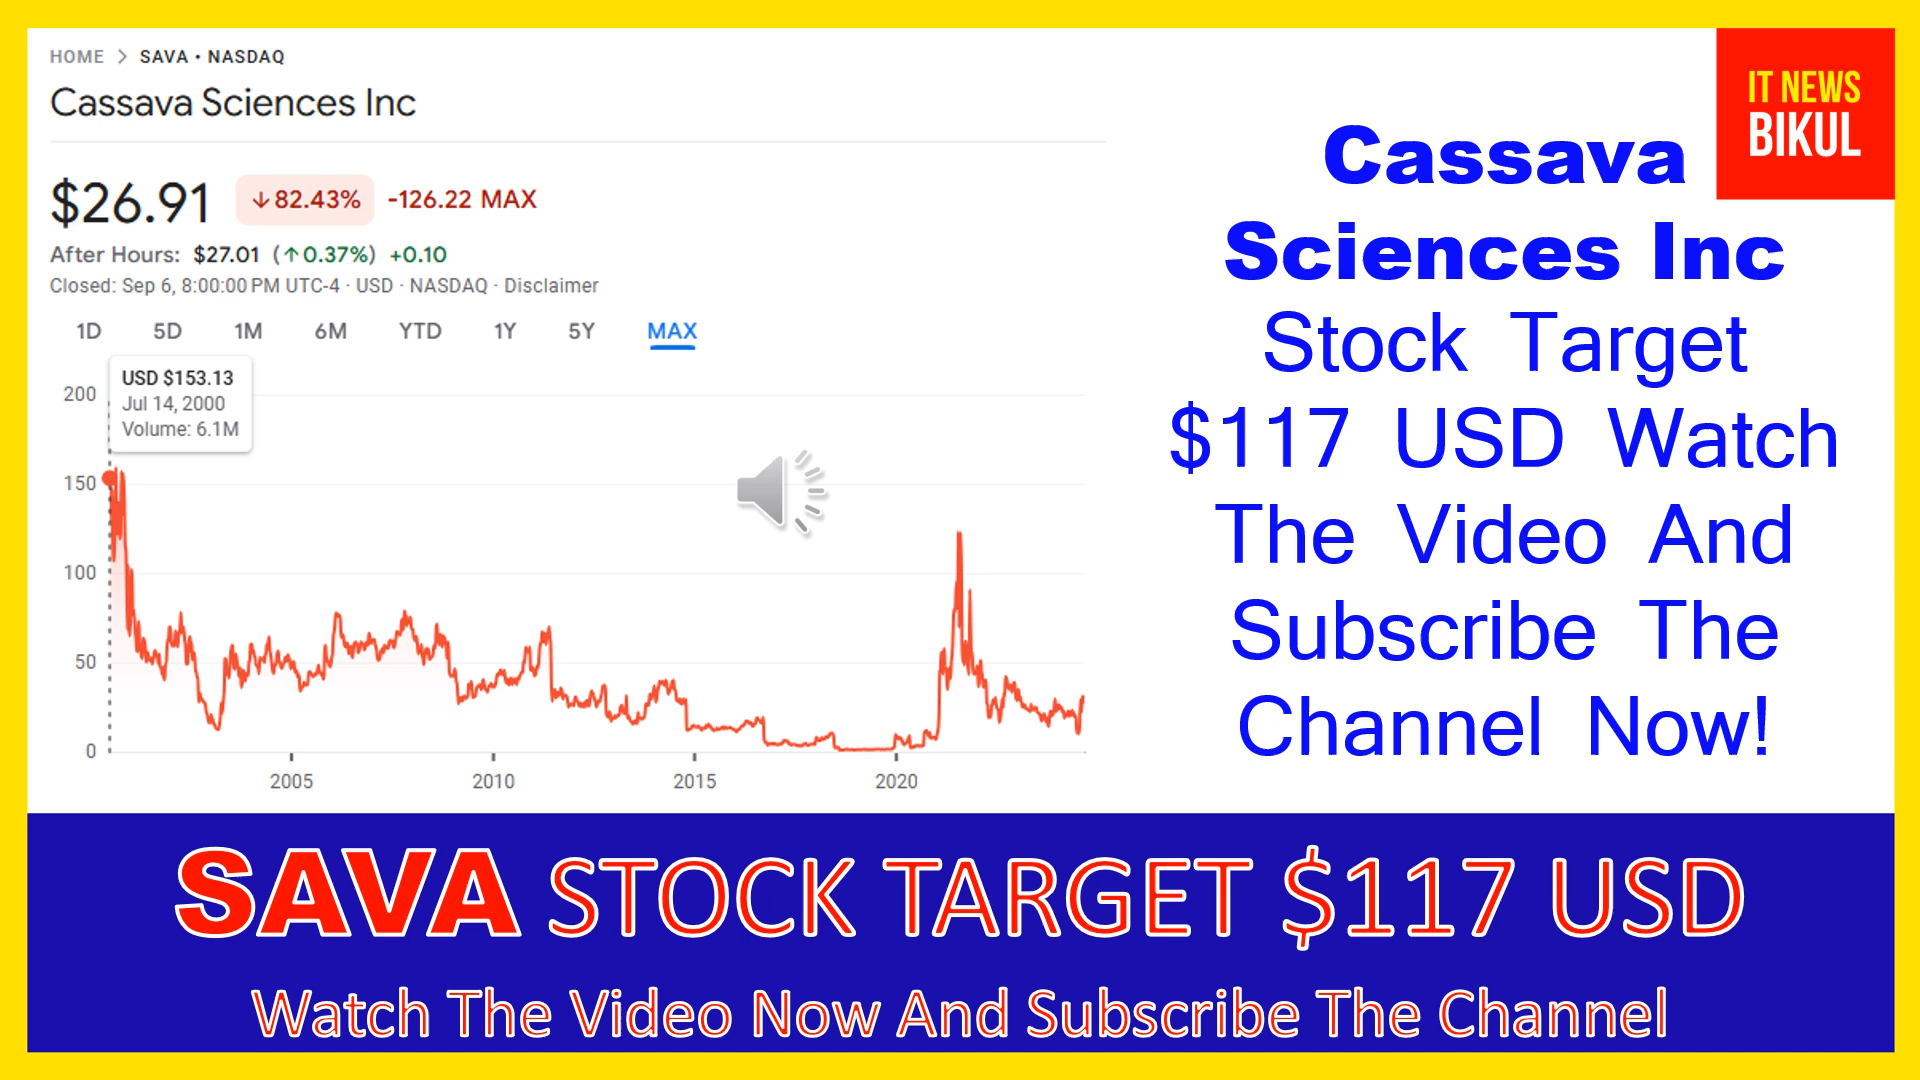 HOME > SAVA • NASDAQ
Cassava Sciences Inc
$26.91 ↓82.43% -126.22 MAX
After Hours: $27.01 (↑0.37%) +0.10
Closed: Sep 6, 8:00:00 PM UTC-4 · USD · NASDAQ · Disclaimer
1D 5D 1M 6M YTD 1Y 5Y MAX
USD $153.13
Jul 14, 2000
Volume: 6.1M
200
150
100
50
0
2005 2010 2015 2020
IT NEWS
BIKUL
Cassava
Sciences Inc
Stock Target
$117 USD Watch
The Video And
Subscribe The
Channel Now!
SAVA STOCK TARGET $117 USD
Watch The Video Now And Subscribe The Channel